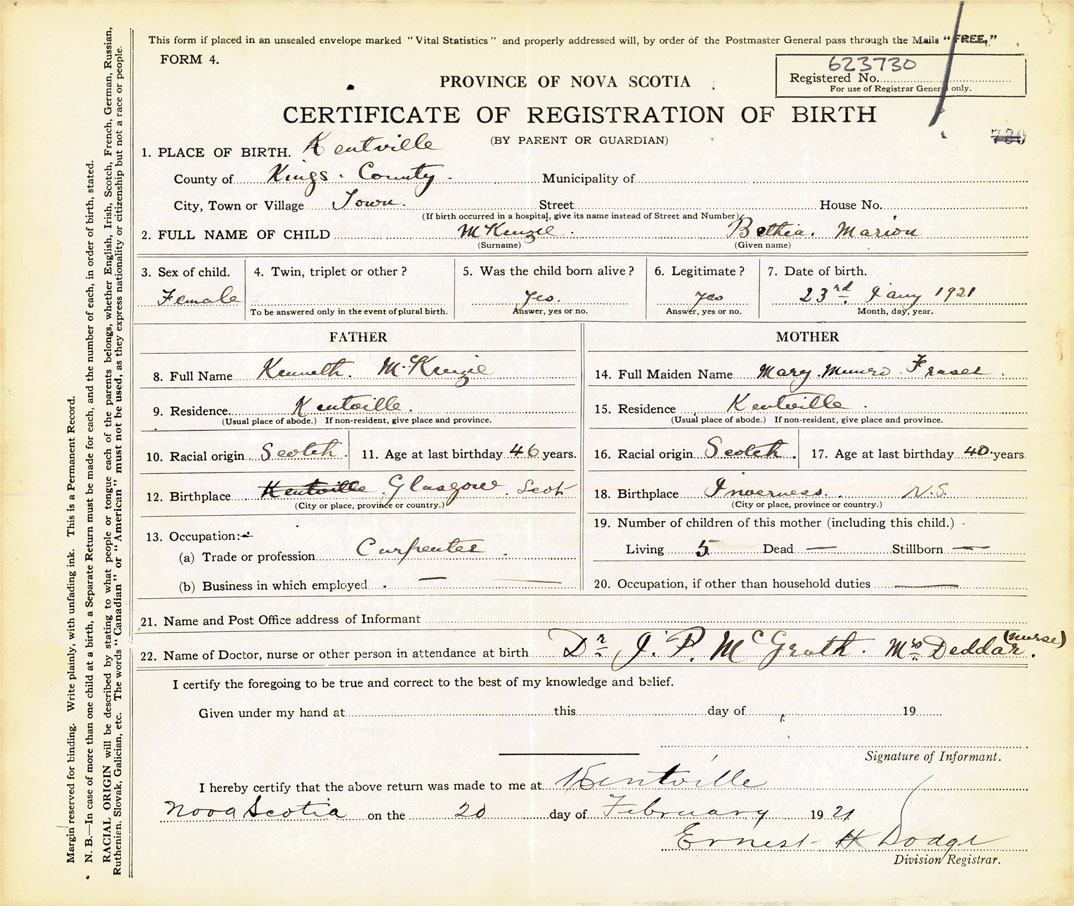 This form if placed in an unsealed envelope marked "Vital Statistics" and properly addressed will, by order of the Postmaster General pass through the Mails "FREE."
FORM 4.
623730
Registered No.
For use of Registrar General only.
PROVINCE OF NOVA SCOTIA
CERTIFICATE OF REGISTRATION OF BIRTH
(BY PARENT OR GUARDIAN)
1. PLACE OF BIRTH. Kentville
County of Kings. County. Municipality of
City, Town or Village Town. Street House No.
(If birth occurred in a hospital, give its name instead of Street and Number)
2. FULL NAME OF CHILD McKenzie. Bethia. Marion
(Surname) (Given name)
3. Sex of child. 4. Twin, triplet or other? 5. Was the child born alive? 6. Legitimate? 7. Date of birth.
Female yes. yes 23rd Jany 1921
To be answered only in the event of plural birth. Answer, yes or no. Answer, yes or no. Month, day, year.
FATHER
8. Full Name Kenneth. McKenzie
9. Residence. Kentville.
(Usual place of abode.) If non-resident, give place and province.
10. Racial origin Scotch. 11. Age at last birthday 46 years.
12. Birthplace Kentville Glasgow. Scot
(City or place, province or country.)
13. Occupation:-
(a) Trade or profession Carpenter
(b) Business in which employed . —
MOTHER
14. Full Maiden Name Mary. Munro. Fraser.
15. Residence Kentville
(Usual place of abode.) If non-resident, give place and province.
16. Racial origin Scotch. 17. Age at last birthday 40 years.
18. Birthplace Inverness. N.S.
(City or place, province or country.)
19. Number of children of this mother (including this child.)
Living 5 Dead — Stillborn —
20. Occupation, if other than household duties —
21. Name and Post Office address of Informant
22. Name of Doctor, nurse or other person in attendance at birth Dr. J. P. McGrath. Mrs Deddar. (nurse)
I certify the foregoing to be true and correct to the best of my knowledge and belief.
Given under my hand at this day of 19
Signature of Informant.
I hereby certify that the above return was made to me at Kentville
Nova Scotia on the 20 day of February 1921
Ernest H Dodge
Division Registrar.
Margin reserved for binding. Write plainly, with unfading ink. This is a Permanent Record.
N. B.—In case of more than one child at a birth, a Separate Return must be made for each, and the number of each, in order of birth, stated.
RACIAL ORIGIN will be described by stating to what people or tongue each of the parents belongs, whether English, Irish, Scotch, French, German, Russian,
Ruthenian, Slovak, Galician, etc. The words "Canadian" or "American" must not be used, as they express nationality or citizenship but not a race or people.